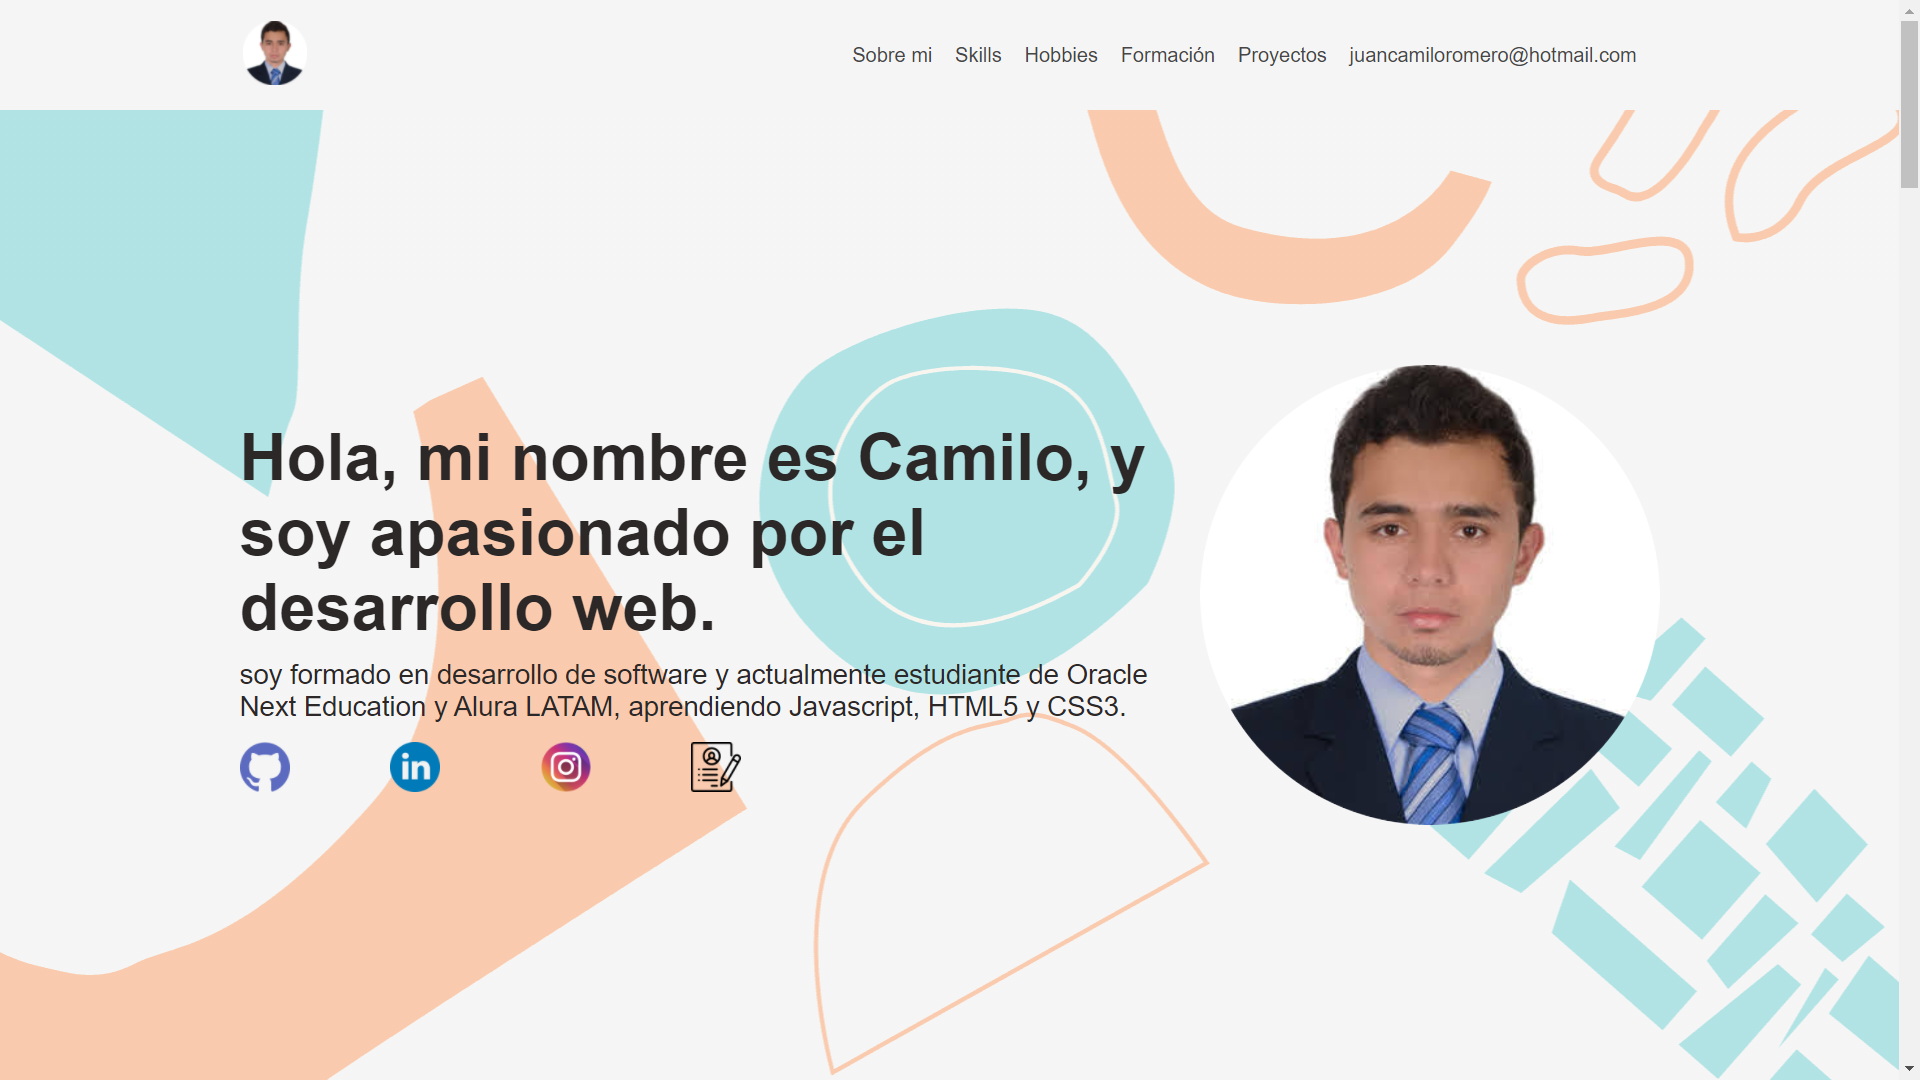 Sobre mi Skills Hobbies Formación Proyectos juancamiloromero@hotmail.com
Hola, mi nombre es Camilo, y
soy apasionado por el
desarrollo web.
soy formado en desarrollo de software y actualmente estudiante de Oracle
Next Education y Alura LATAM, aprendiendo Javascript, HTML5 y CSS3.
in